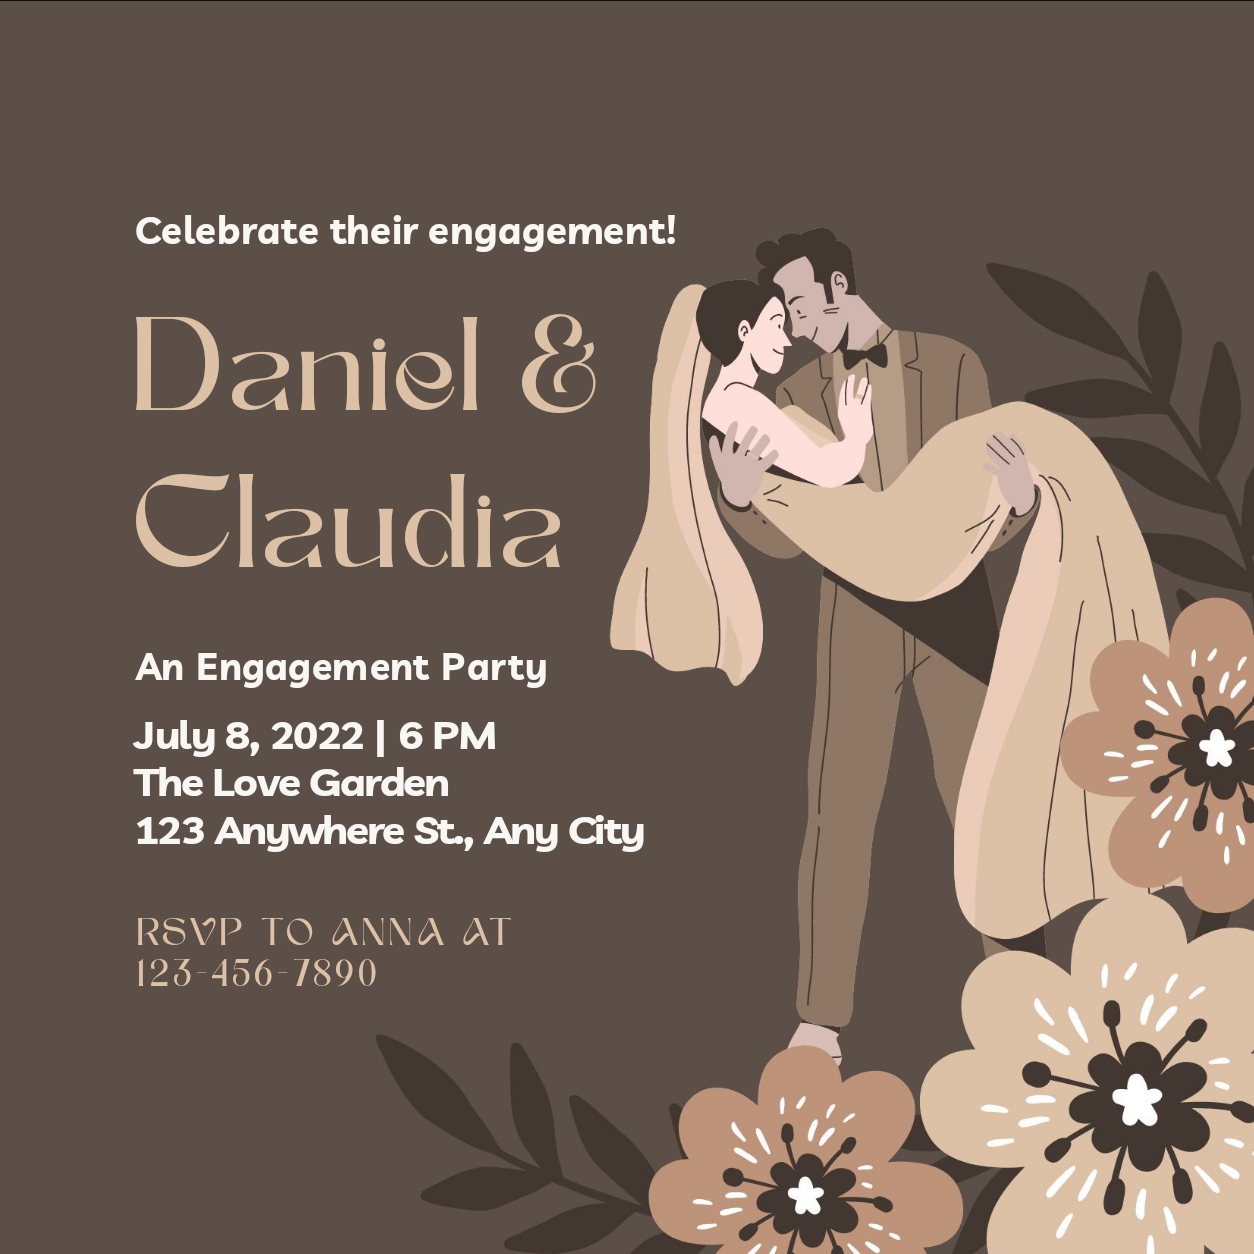 Celebrate their engagement!
Daniel &
Claudia
An Engagement Party
July 8, 2022 | 6 PM
The Love Garden
123 Anywhere St., Any City
RSVP TO ANNA AT
123-456-7890